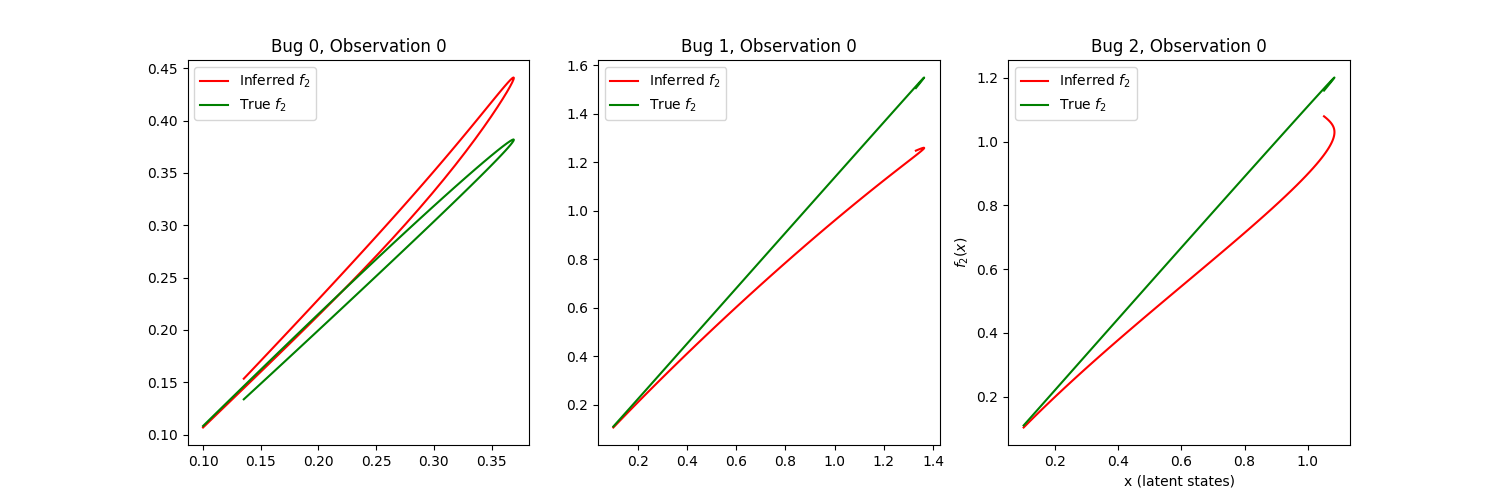 Bug 0, Observation 0
Inferred f₂
True f₂
0.45
0.40
0.35
0.30
0.25
0.20
0.15
0.10
0.10 0.15 0.20 0.25 0.30 0.35
Bug 1, Observation 0
Inferred f₂
True f₂
1.6
1.4
1.2
1.0
0.8
0.6
0.4
0.2
0.2 0.4 0.6 0.8 1.0 1.2 1.4
Bug 2, Observation 0
Inferred f₂
True f₂
f₂(x)
1.2
1.0
0.8
0.6
0.4
0.2
0.2 0.4 0.6 0.8 1.0
x (latent states)